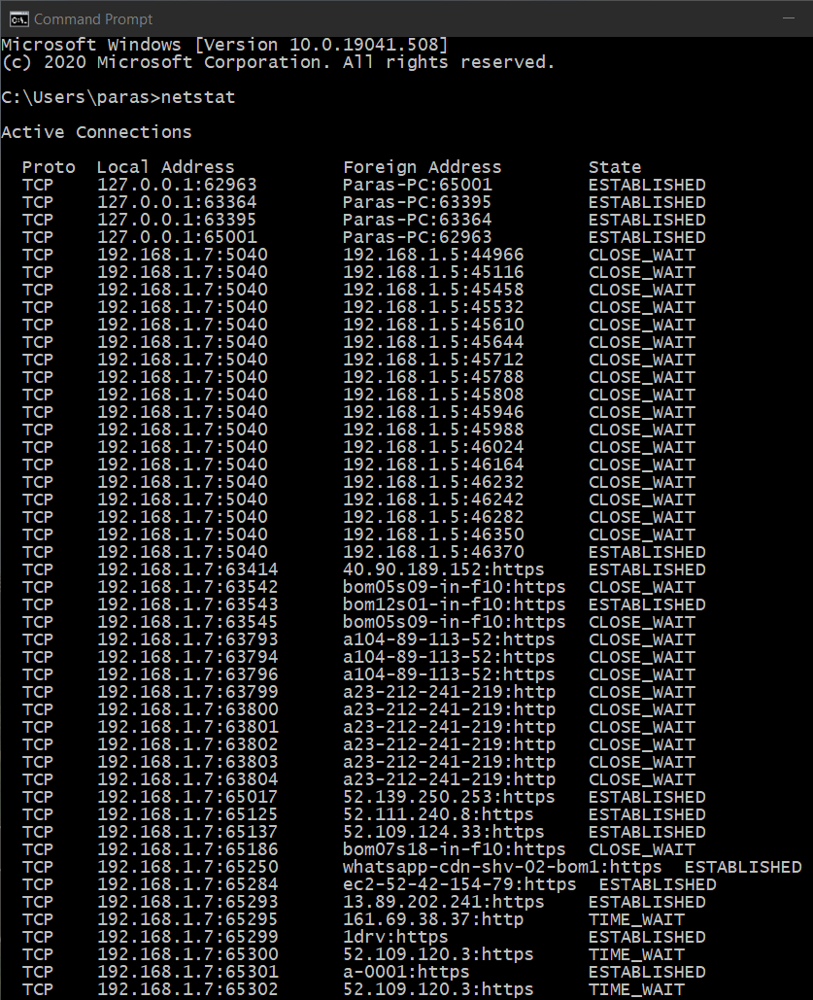 Command Prompt
Microsoft Windows [Version 10.0.19041.508]
(c) 2020 Microsoft Corporation. All rights reserved.
C:\Users\paras>netstat
Active Connections
Proto  Local Address          Foreign Address        State
TCP    127.0.0.1:62963        Paras-PC:65001         ESTABLISHED
TCP    127.0.0.1:63364        Paras-PC:63395         ESTABLISHED
TCP    127.0.0.1:63395        Paras-PC:63364         ESTABLISHED
TCP    127.0.0.1:65001        Paras-PC:62963         ESTABLISHED
TCP    192.168.1.7:5040       192.168.1.5:44966      CLOSE_WAIT
TCP    192.168.1.7:5040       192.168.1.5:45116      CLOSE_WAIT
TCP    192.168.1.7:5040       192.168.1.5:45458      CLOSE_WAIT
TCP    192.168.1.7:5040       192.168.1.5:45532      CLOSE_WAIT
TCP    192.168.1.7:5040       192.168.1.5:45610      CLOSE_WAIT
TCP    192.168.1.7:5040       192.168.1.5:45644      CLOSE_WAIT
TCP    192.168.1.7:5040       192.168.1.5:45712      CLOSE_WAIT
TCP    192.168.1.7:5040       192.168.1.5:45788      CLOSE_WAIT
TCP    192.168.1.7:5040       192.168.1.5:45808      CLOSE_WAIT
TCP    192.168.1.7:5040       192.168.1.5:45946      CLOSE_WAIT
TCP    192.168.1.7:5040       192.168.1.5:45988      CLOSE_WAIT
TCP    192.168.1.7:5040       192.168.1.5:46024      CLOSE_WAIT
TCP    192.168.1.7:5040       192.168.1.5:46164      CLOSE_WAIT
TCP    192.168.1.7:5040       192.168.1.5:46232      CLOSE_WAIT
TCP    192.168.1.7:5040       192.168.1.5:46242      CLOSE_WAIT
TCP    192.168.1.7:5040       192.168.1.5:46282      CLOSE_WAIT
TCP    192.168.1.7:5040       192.168.1.5:46350      CLOSE_WAIT
TCP    192.168.1.7:5040       192.168.1.5:46370      ESTABLISHED
TCP    192.168.1.7:63414      40.90.189.152:https    ESTABLISHED
TCP    192.168.1.7:63542      bom05s09-in-f10:https  CLOSE_WAIT
TCP    192.168.1.7:63543      bom12s01-in-f10:https  ESTABLISHED
TCP    192.168.1.7:63545      bom05s09-in-f10:https  CLOSE_WAIT
TCP    192.168.1.7:63793      a104-89-113-52:https   CLOSE_WAIT
TCP    192.168.1.7:63794      a104-89-113-52:https   CLOSE_WAIT
TCP    192.168.1.7:63796      a104-89-113-52:https   CLOSE_WAIT
TCP    192.168.1.7:63799      a23-212-241-219:http   CLOSE_WAIT
TCP    192.168.1.7:63800      a23-212-241-219:http   CLOSE_WAIT
TCP    192.168.1.7:63801      a23-212-241-219:http   CLOSE_WAIT
TCP    192.168.1.7:63802      a23-212-241-219:http   CLOSE_WAIT
TCP    192.168.1.7:63803      a23-212-241-219:http   CLOSE_WAIT
TCP    192.168.1.7:63804      a23-212-241-219:http   CLOSE_WAIT
TCP    192.168.1.7:65017      52.139.250.253:https   ESTABLISHED
TCP    192.168.1.7:65125      52.111.240.8:https     ESTABLISHED
TCP    192.168.1.7:65137      52.109.124.33:https    ESTABLISHED
TCP    192.168.1.7:65186      bom07s18-in-f10:https  CLOSE_WAIT
TCP    192.168.1.7:65250      whatsapp-cdn-shv-02-bom1:https  ESTABLISHED
TCP    192.168.1.7:65284      ec2-52-42-154-79:https  ESTABLISHED
TCP    192.168.1.7:65293      13.89.202.241:https    ESTABLISHED
TCP    192.168.1.7:65295      161.69.38.37:http      TIME_WAIT
TCP    192.168.1.7:65299      1drv:https             ESTABLISHED
TCP    192.168.1.7:65300      52.109.120.3:https     TIME_WAIT
TCP    192.168.1.7:65301      a-0001:https           ESTABLISHED
TCP    192.168.1.7:65302      52.109.120.3:https     TIME_WAIT